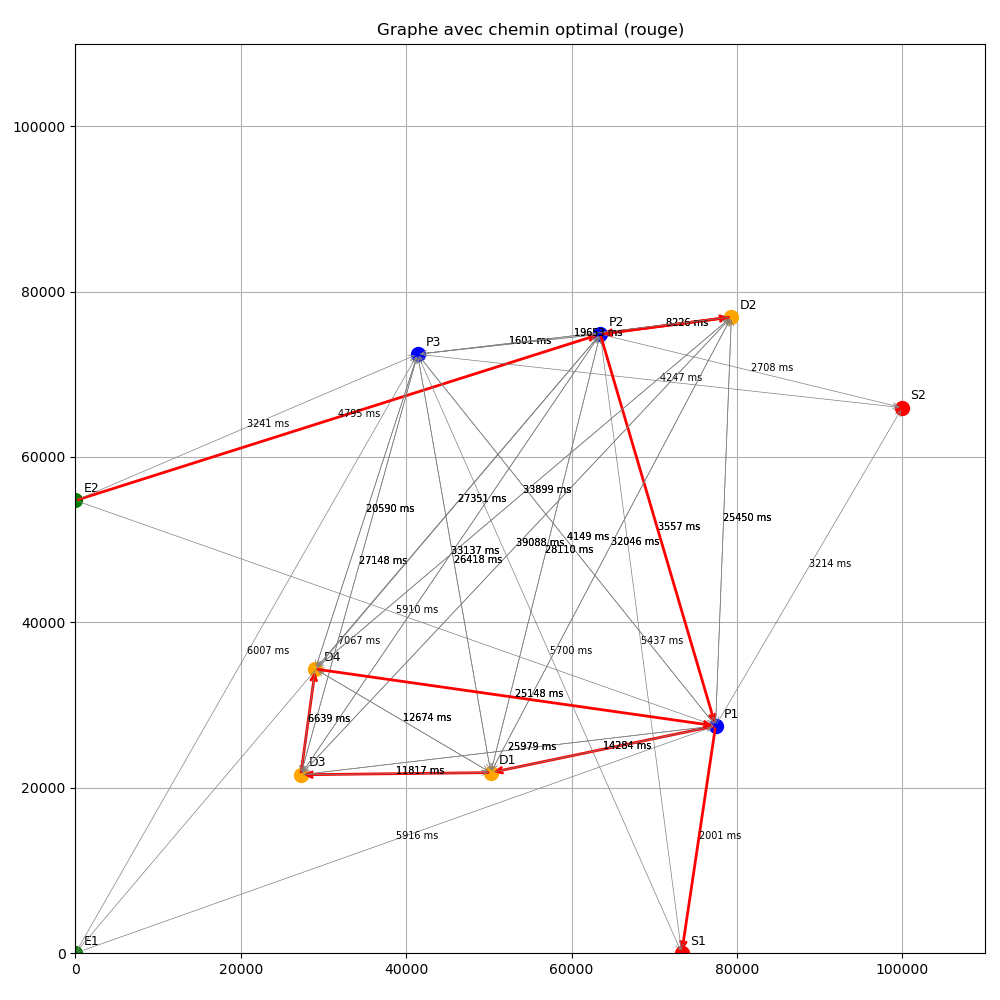 Graphe avec chemin optimal (rouge)
100000
80000
D2
P2
8226 ms
1601 ms
P3
2708 ms
4247 ms
S2
4795 ms
3241 ms
60000
E2
33899 ms
27351 ms
20590 ms
25450 ms
3557 ms
4149 ms
32046 ms
39088 ms
28110 ms
33137 ms
26418 ms
27148 ms
3214 ms
5910 ms
40000
7067 ms
5437 ms
6007 ms
5700 ms
D4
25148 ms
P1
6639 ms
12674 ms
25979 ms
14284 ms
D3
D1
11817 ms
20000
5916 ms
2001 ms
E1
S1
0
0 20000 40000 60000 80000 100000